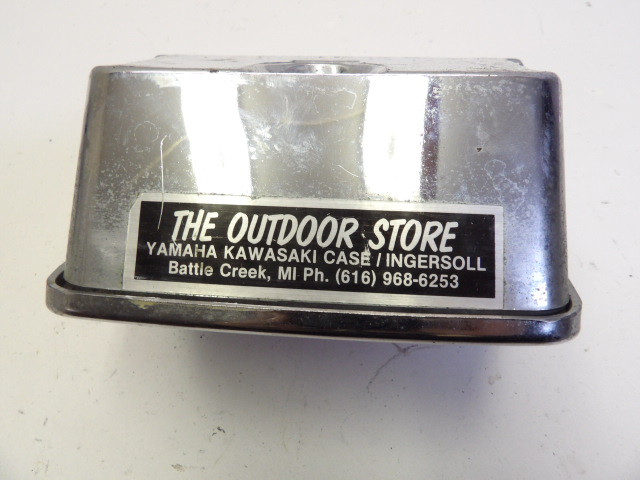 THE OUTDOOR STORE
YAMAHA KAWASAKI CASE/INGERSOLL
Battle Creek, MI Ph. (616) 968-6253